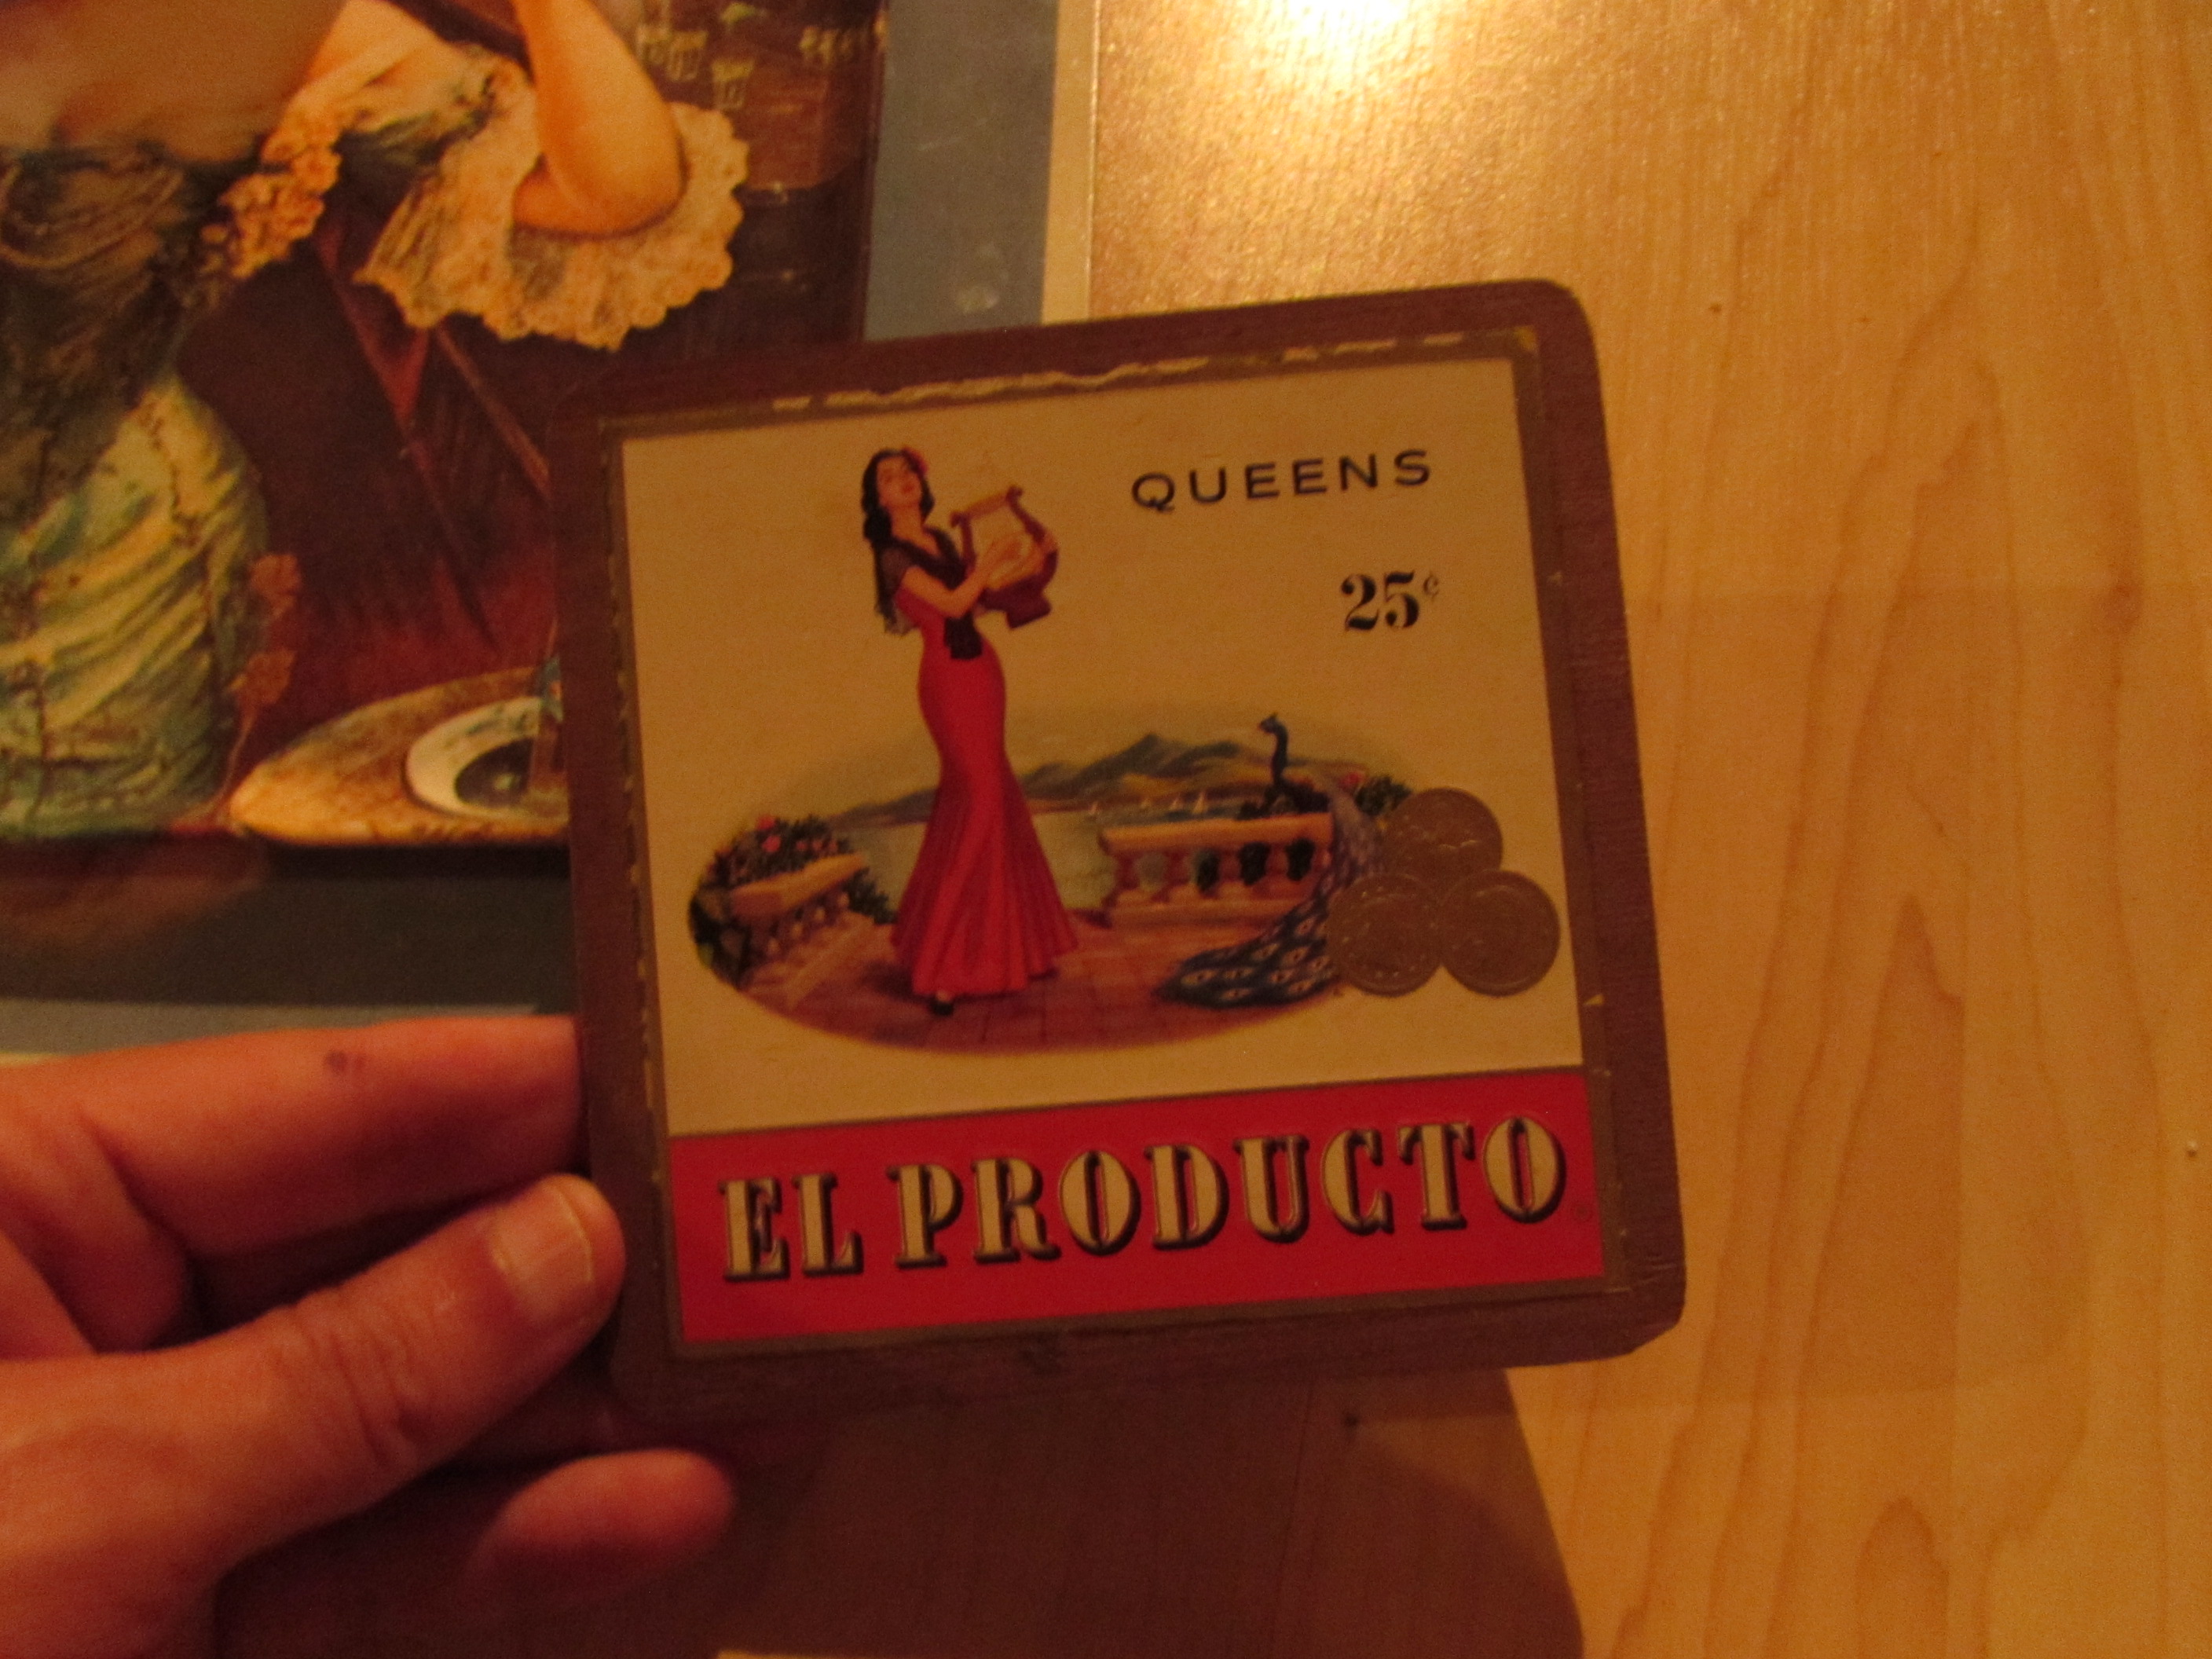 QUEENS
25¢
EL PRODUCTO